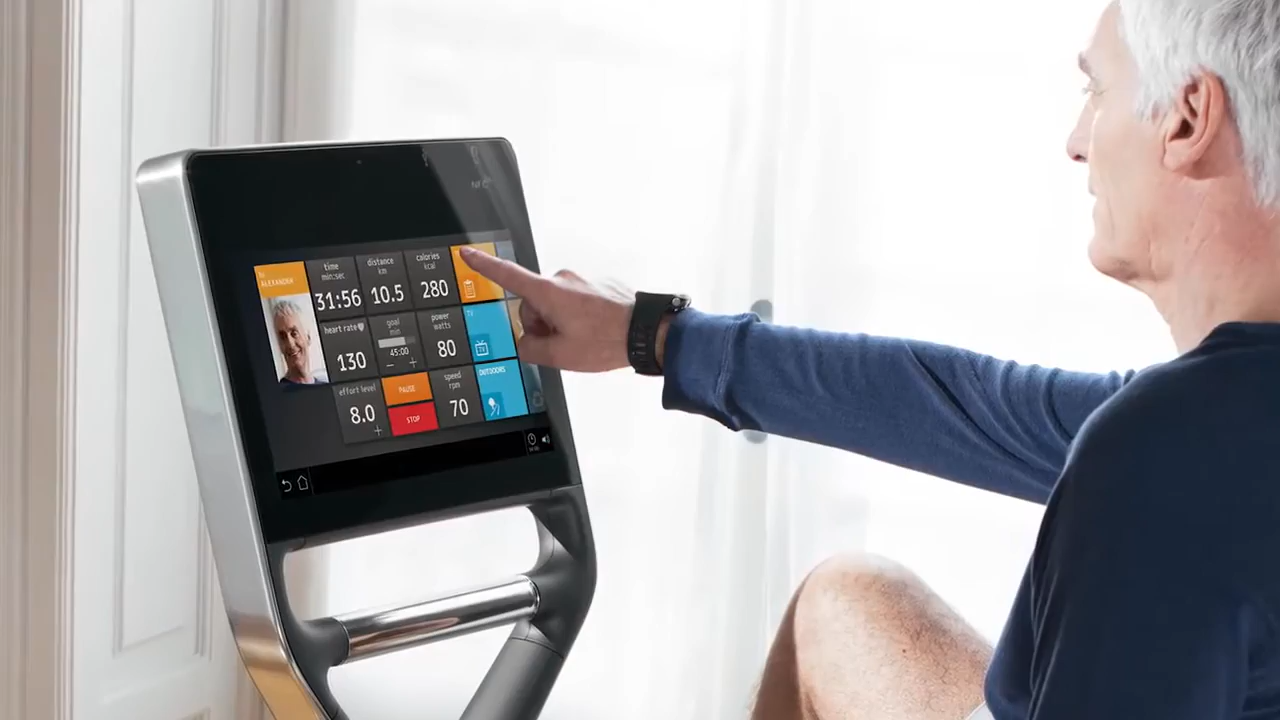 ALEXANDER
time
min:sec
31:56
distance
km
10.5
calories
kcal
280
heart rate
130
goal
min
45:00
- +
power
watts
80
TV
effort level
8.0
+
PAUSE
STOP
speed
rpm
70
OUTDOORS